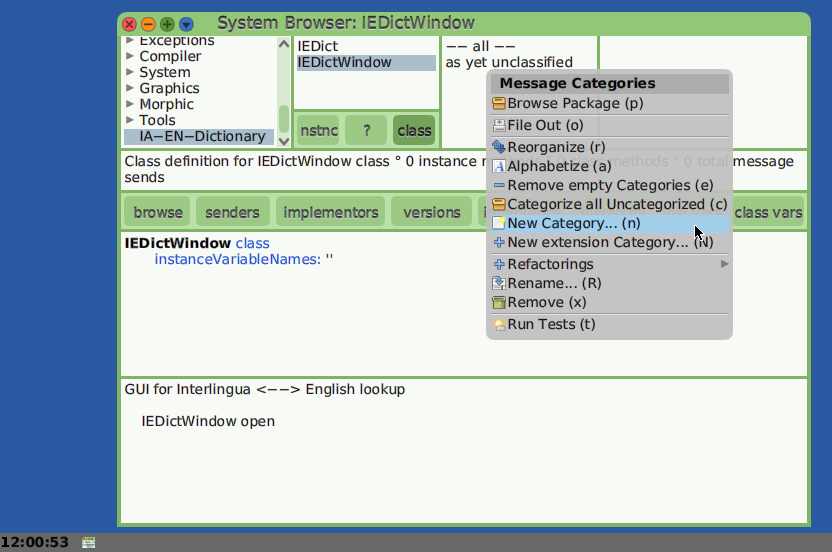 System Browser: IEDictWindow
Exceptions
Compiler
System
Graphics
Morphic
Tools
IA−EN−Dictionary
IEDict
IEDictWindow
nstnc
?
class
−− all −−
as yet unclassified
Message Categories
Browse Package (p)
File Out (o)
Reorganize (r)
Alphabetize (a)
Remove empty Categories (e)
Categorize all Uncategorized (c)
New Category... (n)
New extension Category... (N)
Refactorings
Rename... (R)
Remove (x)
Run Tests (t)
Class definition for IEDictWindow class ° 0 instance methods ° 0 class methods ° 0 total message
sends
browse
senders
implementors
versions
class vars
IEDictWindow class
instanceVariableNames: ''
GUI for Interlingua <−−> English lookup
IEDictWindow open
12:00:53